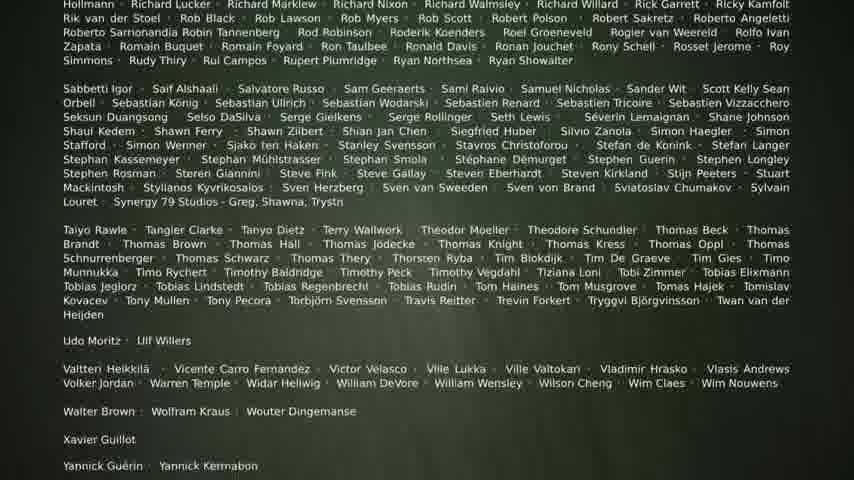 Hollmann · Richard Lucker · Richard Marklew · Richard Nixon · Richard Walmsley · Richard Willard · Rick Garrett · Ricky Kamfolt
Rik van der Stoel · Rob Black · Rob Lawson · Rob Myers · Rob Scott · Robert Polson · Robert Sakretz · Roberto Angeletti
Roberto Sarrionandia Robin Tannenberg · Rod Robinson · Roderik Koenders · Roel Groeneveld · Rogier van Weereld · Rolfo Ivan
Zapata · Romain Buquet · Romain Foyard · Ron Taulbee · Ronald Davis · Ronan Jouchet · Rony Schell · Rosset Jerome · Roy
Simmons · Rudy Thiry · Rui Campos · Rupert Plumridge · Ryan Northsea · Ryan Showalter
Sabbetti Igor · Saif Alshaali · Salvatore Russo · Sam Geeraerts · Sami Raivio · Samuel Nicholas · Sander Wit · Scott Kelly Sean
Orbell · Sebastian König · Sebastian Ullrich · Sebastian Wodarski · Sebastien Renard · Sebastien Tricoire · Sebastien Vizzacchero
Seksun Duangsong · Selso DaSilva · Serge Gielkens · Serge Rollinger · Seth Lewis · Séverin Lemaignan · Shane Johnson
Shaul Kedem · Shawn Ferry · Shawn Zilbert · Shian Jan Chen · Siegfried Huber · Silvio Zanola · Simon Haegler · Simon
Stafford · Simon Werner · Sjako ten Haken · Stanley Svensson · Stavros Christoforou · Stefan de Konink · Stefan Langer
Stephan Kassemeyer · Stephan Mühlstrasser · Stephan Smola · Stéphane Démurget · Stephen Guerin · Stephen Longley
Stephen Rosman · Steren Giannini · Steve Fink · Steve Gallay · Steven Eberhardt · Steven Kirkland · Stijn Peeters · Stuart
Mackintosh · Stylianos Kyvrikosaios · Sven Herzberg · Sven van Sweeden · Sven von Brand · Sviatoslav Chumakov · Sylvain
Louret · Synergy 79 Studios - Greg, Shawna, Trystn
Taiyo Rawle · Tangier Clarke · Tanyo Dietz · Terry Wallwork · Theodor Moeller · Theodore Schundler · Thomas Beck · Thomas
Brandt · Thomas Brown · Thomas Hall · Thomas Jödecke · Thomas Knight · Thomas Kress · Thomas Oppl · Thomas
Schnurrenberger · Thomas Schwarz · Thomas Thery · Thorsten Ryba · Tim Blokdijk · Tim De Graeve · Tim Gies · Timo
Munnukka · Timo Rychert · Timothy Baldridge · Timothy Peck · Timothy Vegdahl · Tiziana Loni · Tobi Zimmer · Tobias Elixmann
Tobias Jeglorz · Tobias Lindstedt · Tobias Regenbrecht · Tobias Rudin · Tom Haines · Tom Musgrove · Tomas Hajek · Tomislav
Kovacev · Tony Mullen · Tony Pecora · Torbjörn Svensson · Travis Reitter · Trevin Forkert · Tryggvi Björgvinsson · Twan van der
Heijden
Udo Moritz · Ulf Willers
Valtteri Heikkilä · Vicente Carro Fernandez · Victor Velasco · Ville Lukka · Ville Valtokari · Vladimir Hrasko · Vlasis Andrews
Volker Jordan · Warren Temple · Widar Hellwig · William DeVore · William Wensley · Wilson Cheng · Wim Claes · Wim Nouwens
Walter Brown · Wolfram Kraus · Wouter Dingemanse
Xavier Guillot
Yannick Guérin · Yannick Kermabon